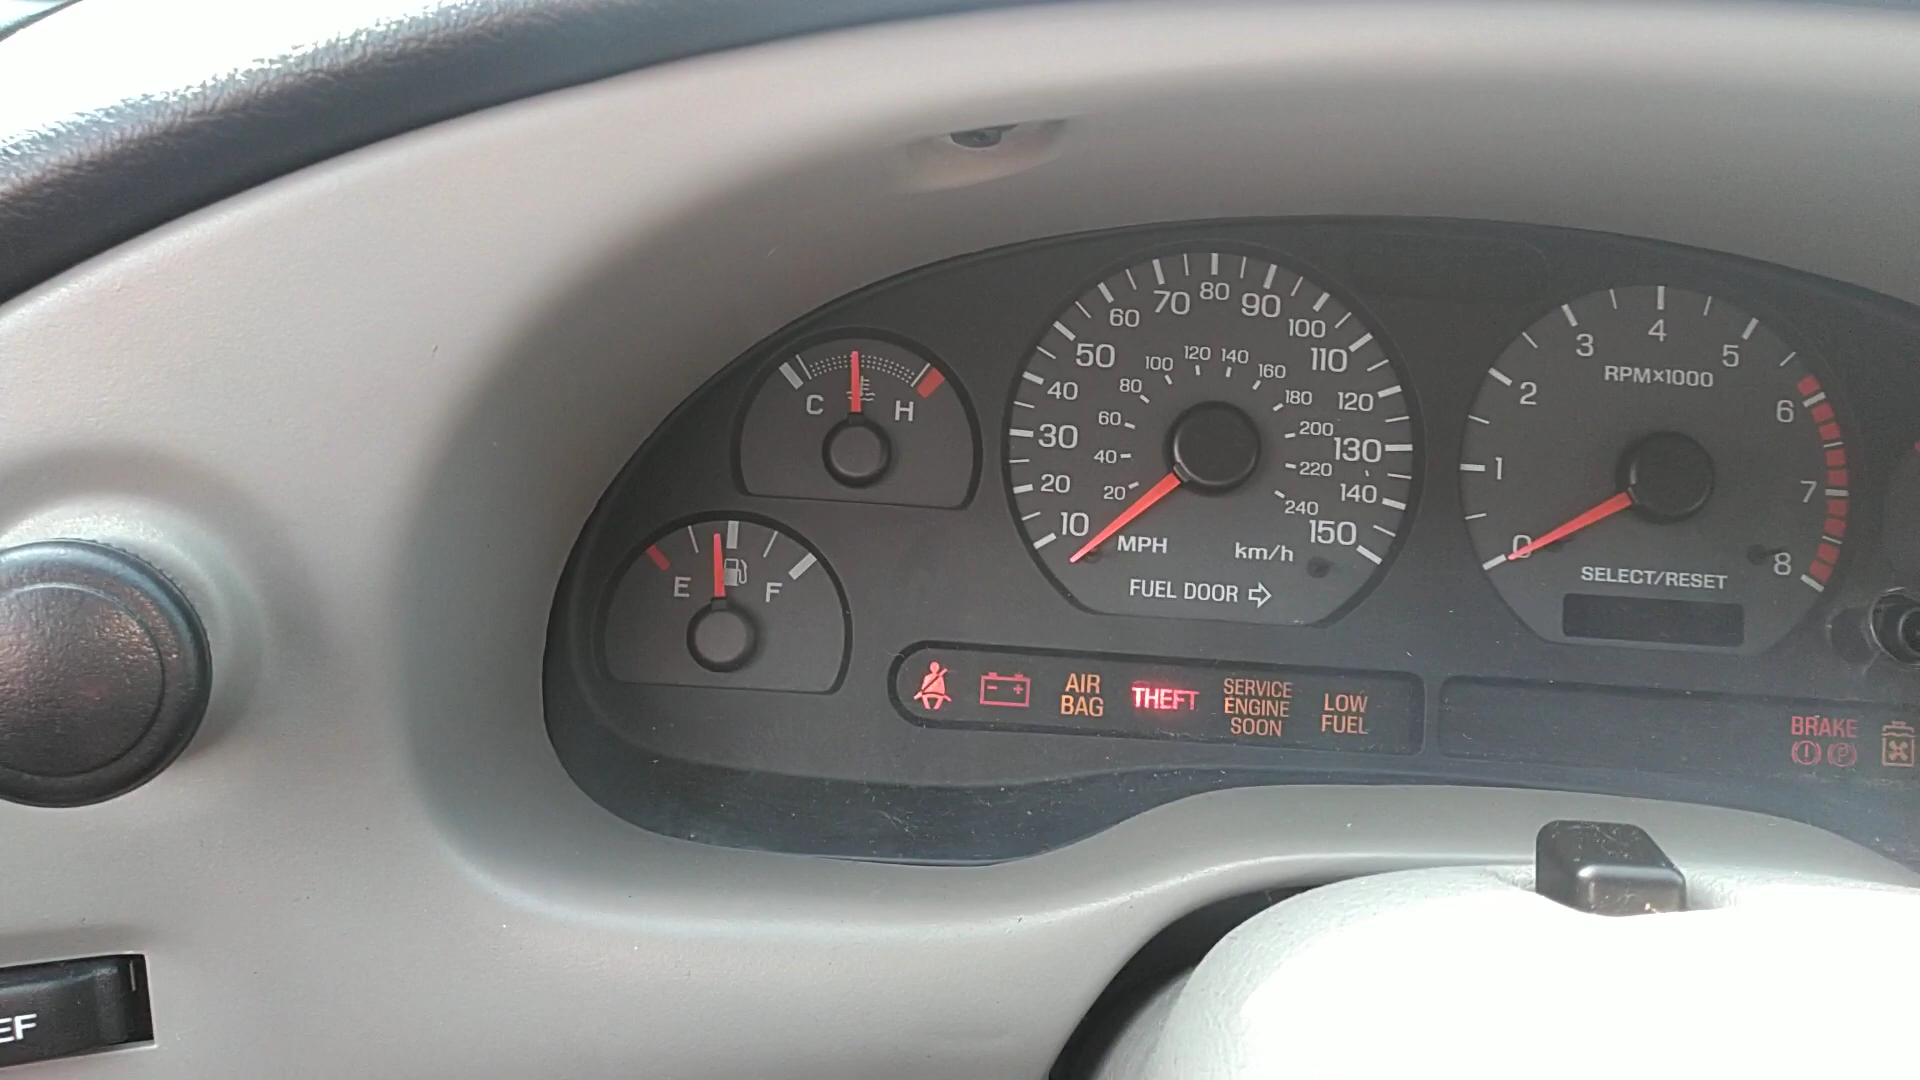 C H
E F
10 20 30 40 50 60 70 80 90 100 110 120 130 140 150
20 40 60 80 100 120 140 160 180 200 220 240
MPH km/h
FUEL DOOR
0 1 2 3 4 5 6 7 8
RPM×1000
SELECT/RESET
AIR
BAG
THEFT
SERVICE
ENGINE
SOON
LOW
FUEL
BRAKE
P
EF